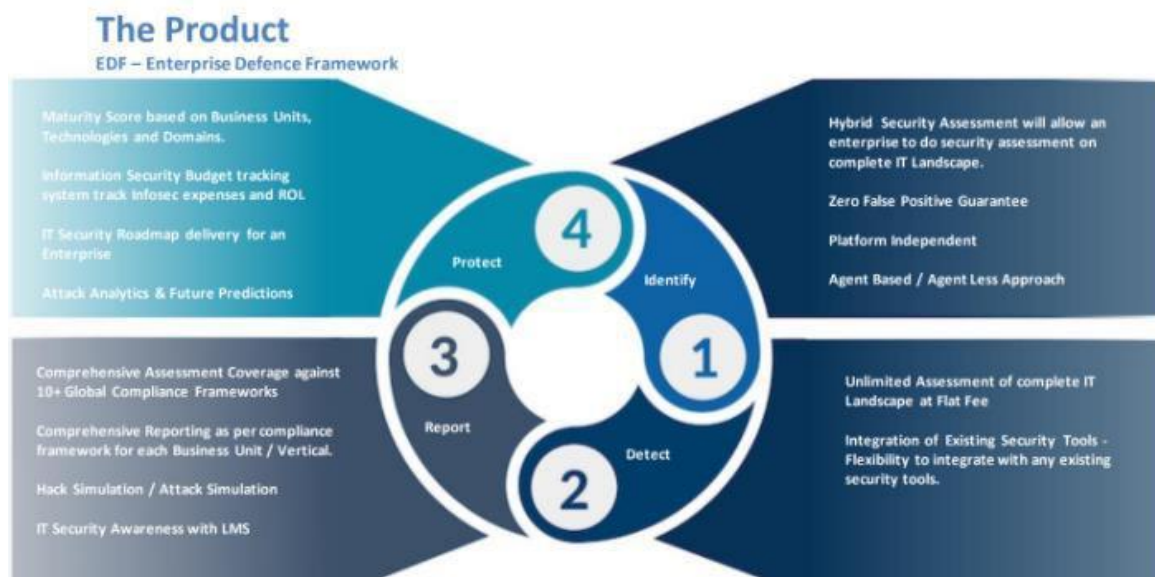 The Product
EDF – Enterprise Defence Framework
Maturity Score based on Business Units,
Technologies and Domains.
Information Security Budget tracking
system track Infosec expenses and ROI.
IT Security Roadmap delivery for an
Enterprise
Attack Analytics & Future Predictions
Hybrid Security Assessment will allow an
enterprise to do security assessment on
complete IT Landscape.
Zero False Positive Guarantee
Platform Independent
Agent Based / Agent Less Approach
4
Protect
Identify
1
3
Report
Detect
2
Comprehensive Assessment Coverage against
10+ Global Compliance Frameworks
Comprehensive Reporting as per compliance
framework for each Business Unit / Vertical.
Hack Simulation / Attack Simulation
IT Security Awareness with LMS
Unlimited Assessment of complete IT
Landscape at Flat Fee
Integration of Existing Security Tools -
Flexibility to integrate with any existing
security tools.